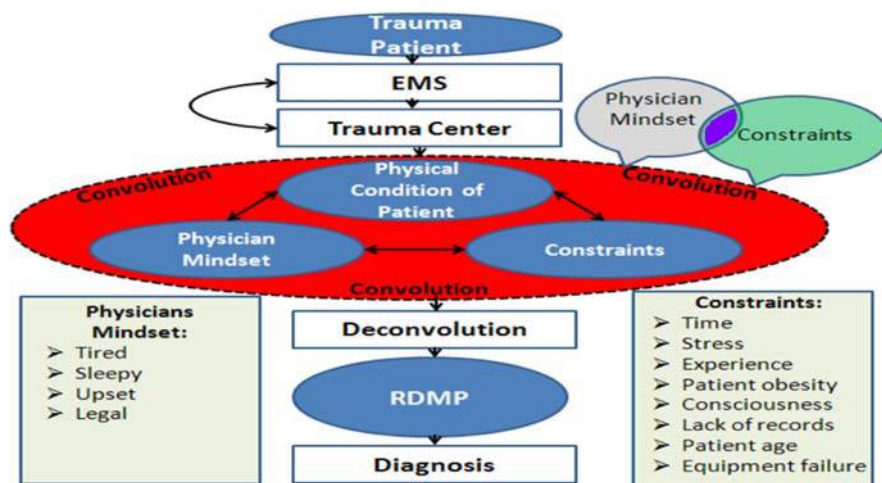 Trauma
Patient
EMS
Trauma Center
Physician
Mindset
Constraints
Convolution
Convolution
Physical
Condition of
Patient
Physician
Mindset
Constraints
Convolution
Physicians
Mindset:
➢ Tired
➢ Sleepy
➢ Upset
➢ Legal
Deconvolution
RDMP
Diagnosis
Constraints:
➢ Time
➢ Stress
➢ Experience
➢ Patient obesity
➢ Consciousness
➢ Lack of records
➢ Patient age
➢ Equipment failure